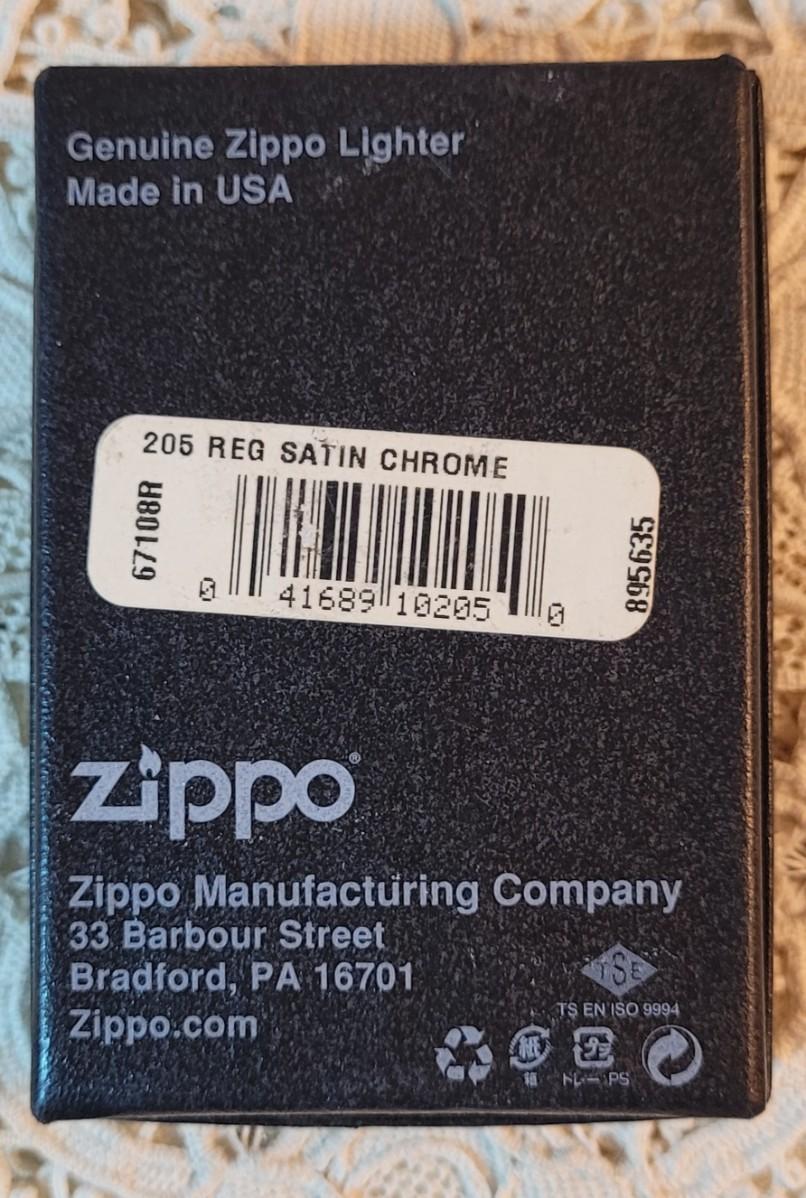 Genuine Zippo Lighter
Made in USA
205 REG SATIN CHROME
67108R
895635
0 41689 10205 0
zippo®
Zippo Manufacturing Company
33 Barbour Street
Bradford, PA 16701
Zippo.com
TSE
TS EN ISO 9994
紙 プラ
箱 トレー PS